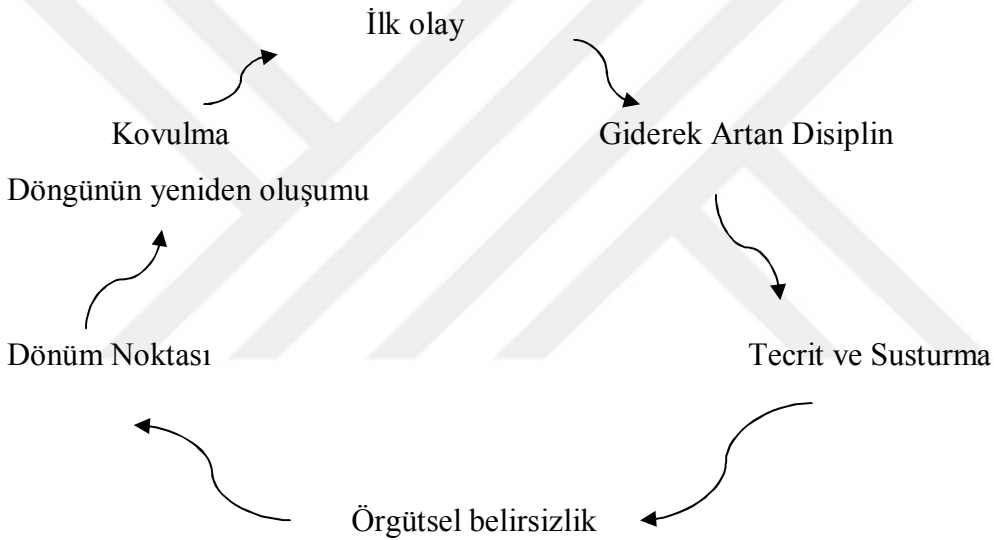 İlk olay
Kovulma
Giderek Artan Disiplin
Döngünün yeniden oluşumu
Dönüm Noktası
Tecrit ve Susturma
Örgütsel belirsizlik